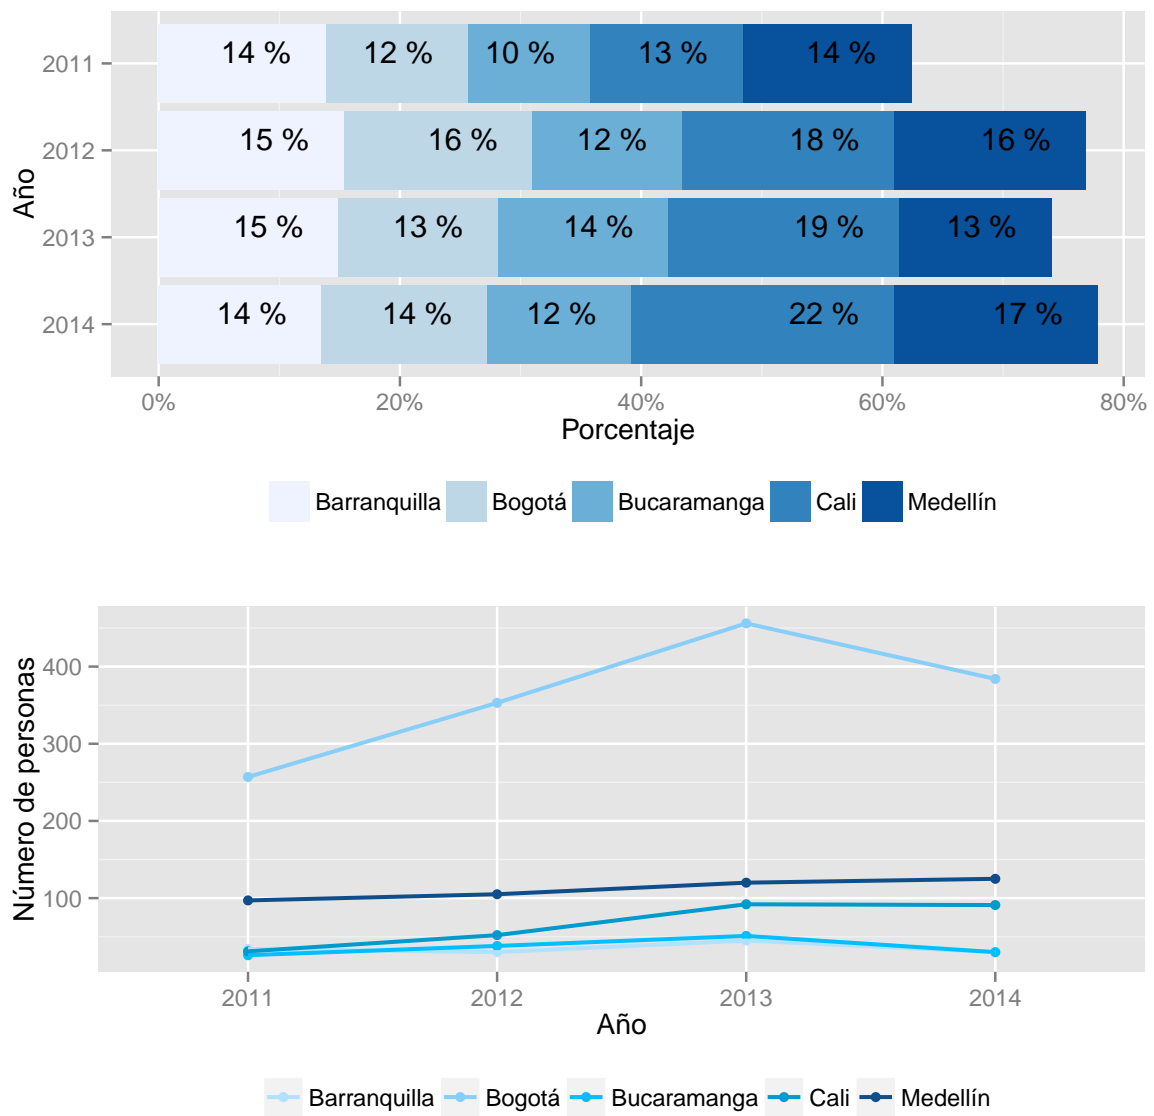 2011 14 % 12 % 10 % 13 % 14 %
2012 15 % 16 % 12 % 18 % 16 %
Año
2013 15 % 13 % 14 % 19 % 13 %
2014 14 % 14 % 12 % 22 % 17 %
0% 20% 40% 60% 80%
Porcentaje
Barranquilla Bogotá Bucaramanga Cali Medellín
Número de personas
400
300
200
100
2011 2012 2013 2014
Año
Barranquilla Bogotá Bucaramanga Cali Medellín